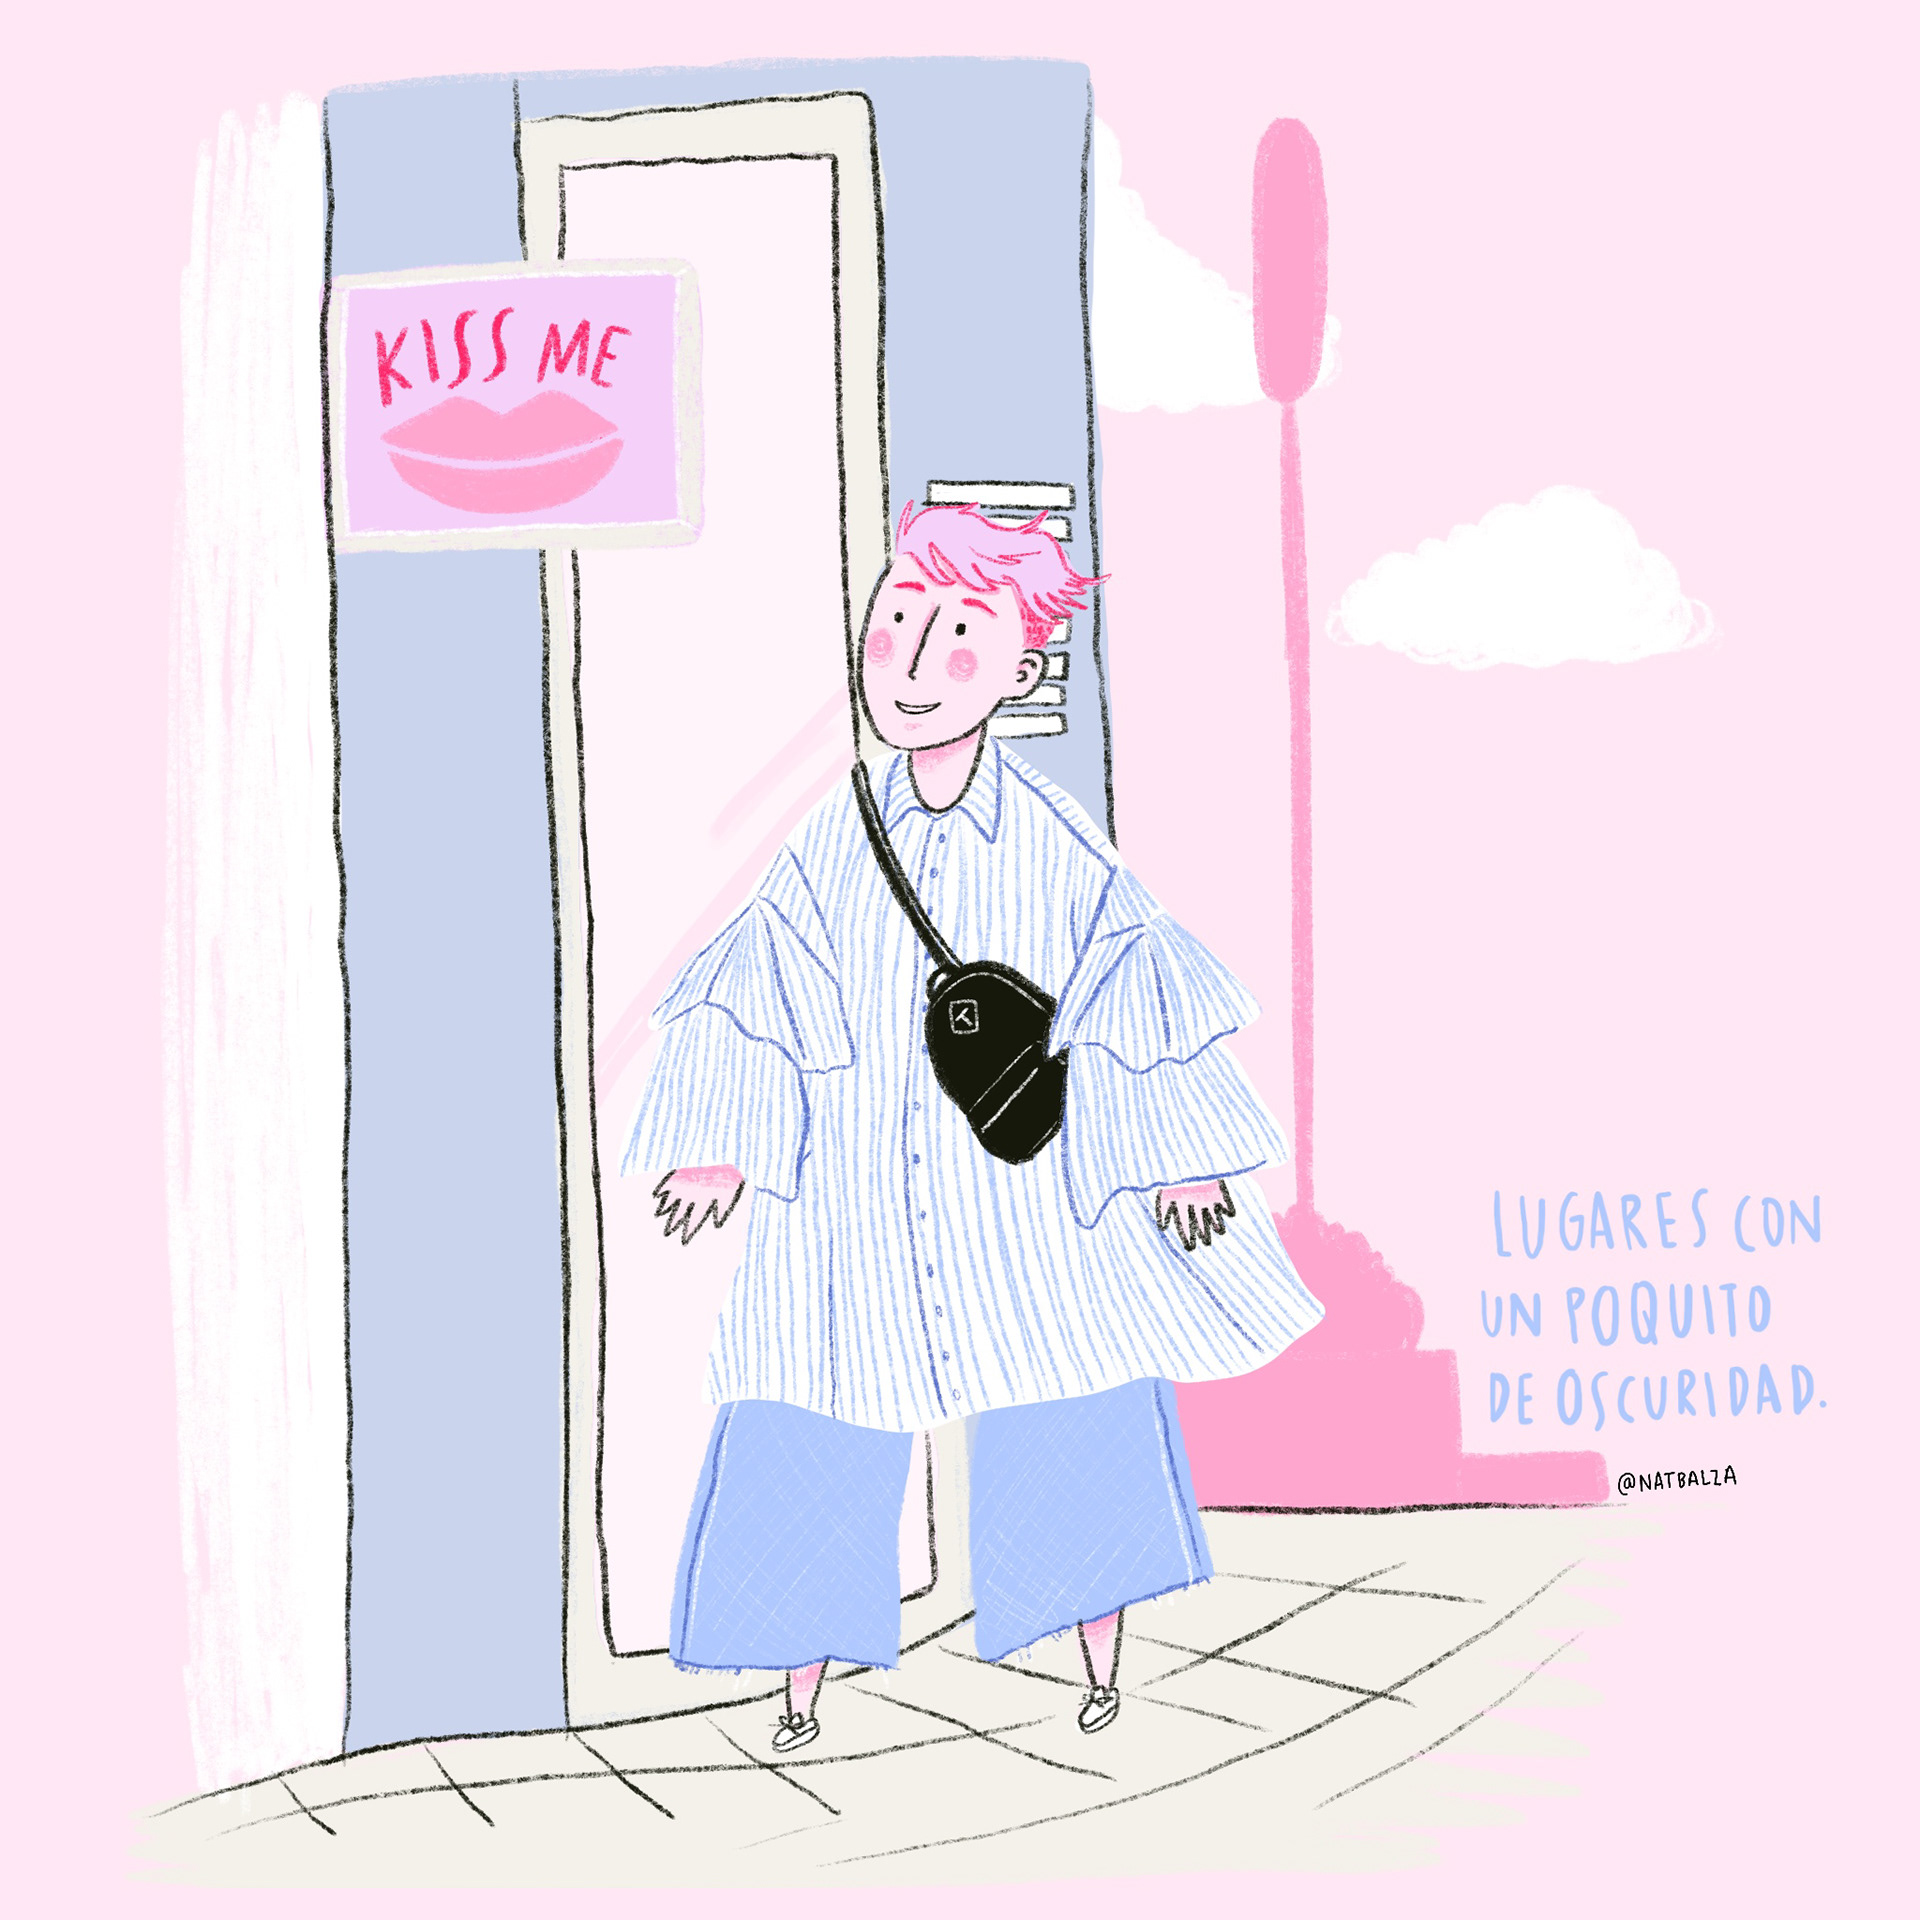 KISS ME
LUGARES CON
UN POQUITO
DE OSCURIDAD.
@NATBALZA